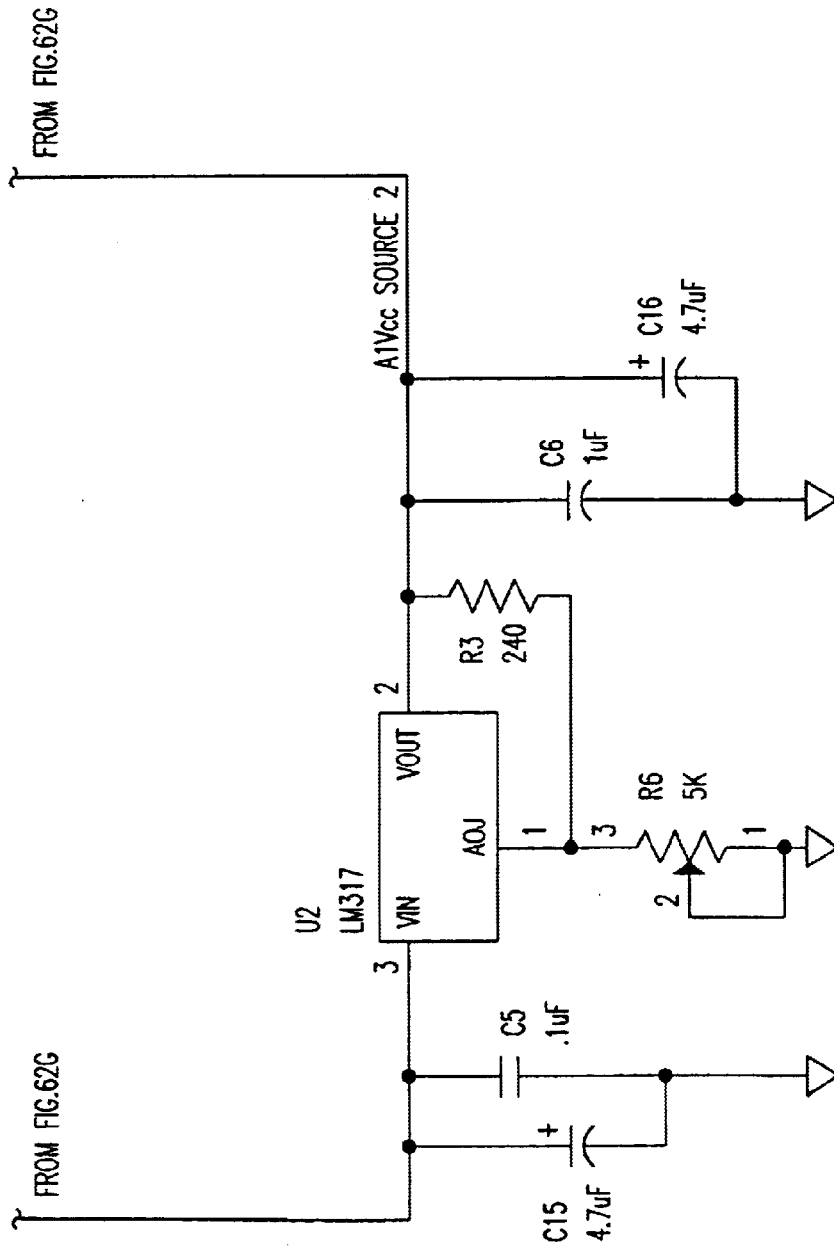 FROM FIG.62G
FROM FIG.62G
A1Vcc SOURCE 2
U2
LM317
3
VIN
VOUT
2
AOJ
1
R3
240
C6
1uF
+
C16
4.7uF
+
C15
4.7uF
C5
.1uF
3
R6
5K
2
1